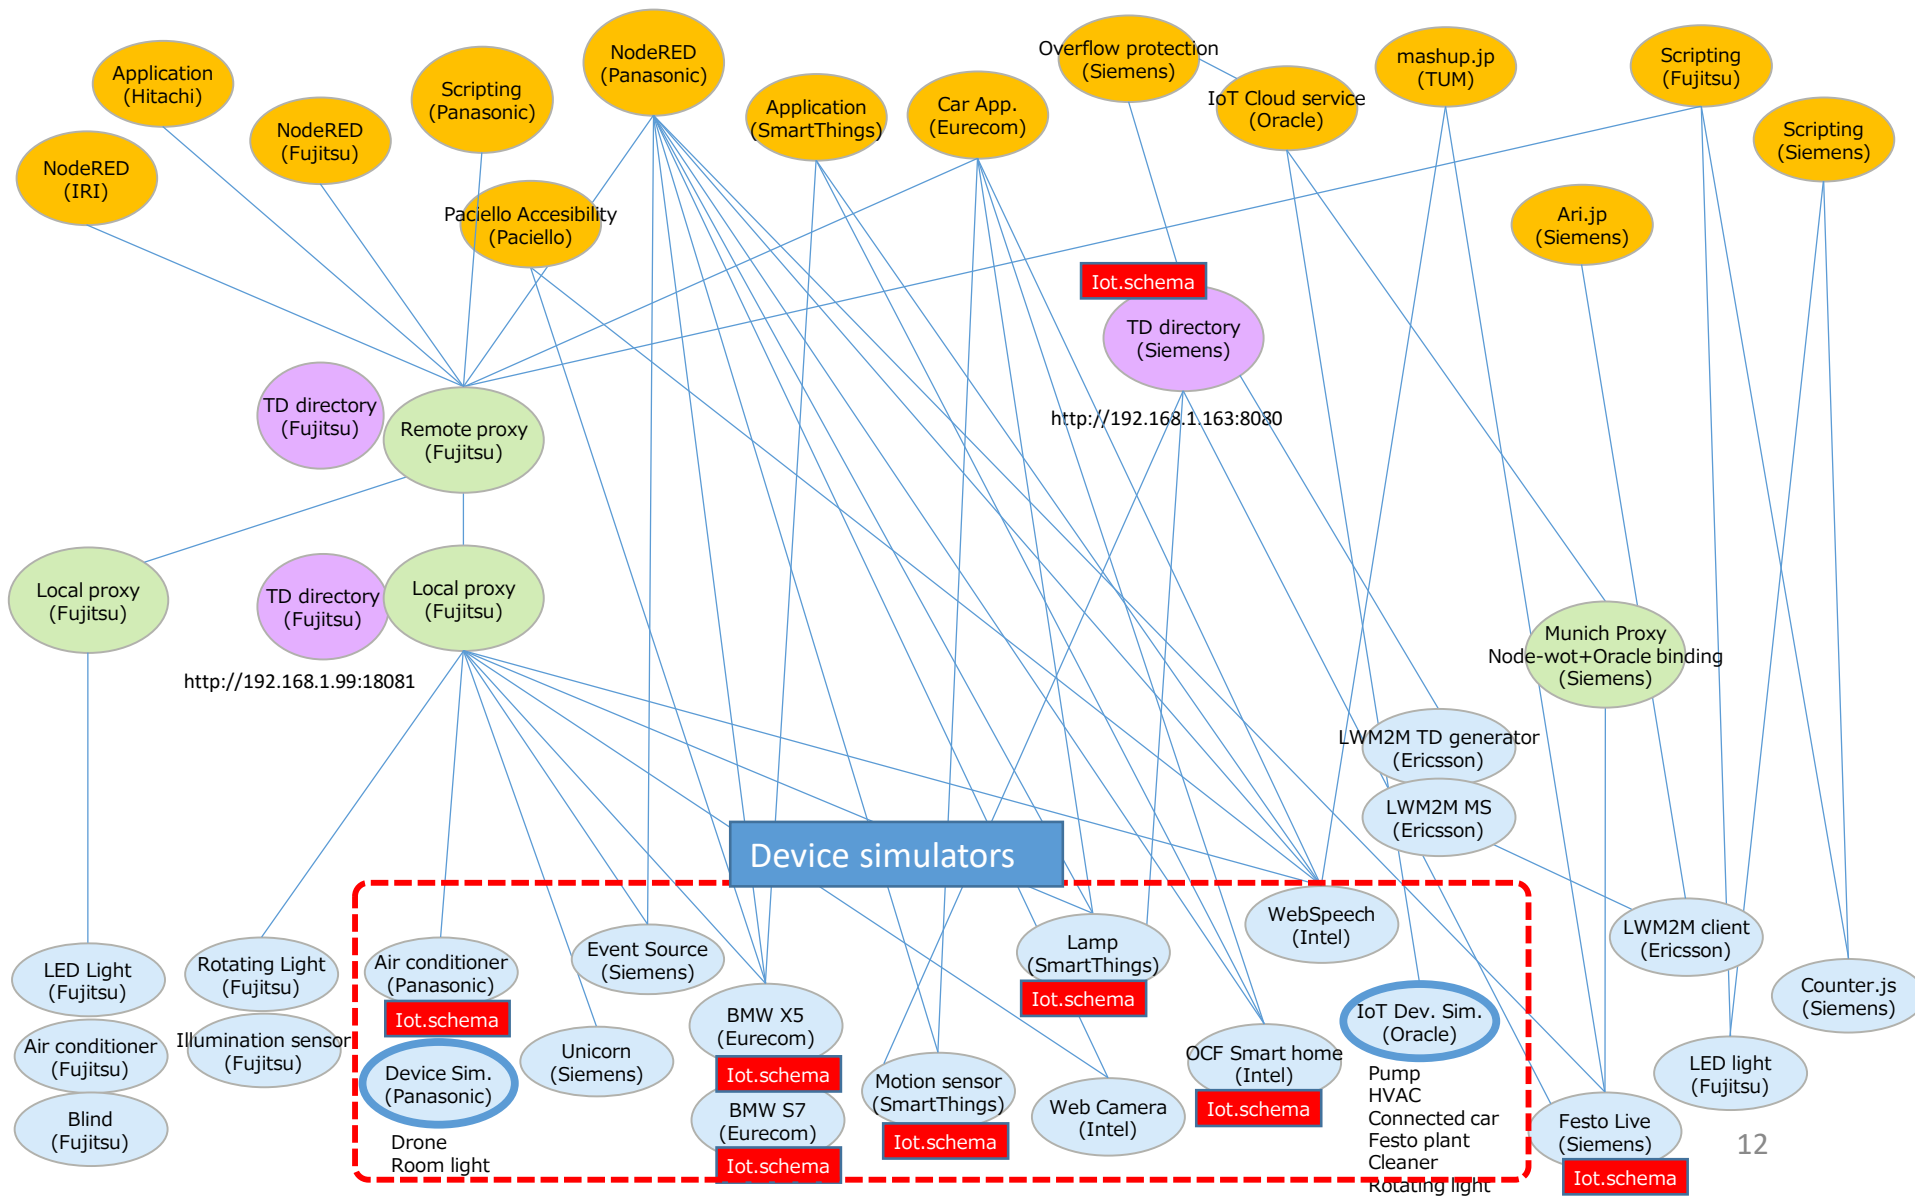 Application
(Hitachi)
NodeRED
(IRI)
NodeRED
(Fujitsu)
Scripting
(Panasonic)
NodeRED
(Panasonic)
Paciello Accesibility
(Paciello)
Application
(SmartThings)
Car App.
(Eurecom)
Overflow protection
(Siemens)
IoT Cloud service
(Oracle)
mashup.jp
(TUM)
Scripting
(Fujitsu)
Scripting
(Siemens)
Ari.jp
(Siemens)
Iot.schema
TD directory
(Siemens)
http://192.168.1.163:8080
TD directory
(Fujitsu)
Remote proxy
(Fujitsu)
Local proxy
(Fujitsu)
TD directory
(Fujitsu)
Local proxy
(Fujitsu)
http://192.168.1.99:18081
Munich Proxy
Node-wot+Oracle binding
(Siemens)
LWM2M TD generator
(Ericsson)
LWM2M MS
(Ericsson)
Device simulators
LED Light
(Fujitsu)
Air conditioner
(Fujitsu)
Blind
(Fujitsu)
Rotating Light
(Fujitsu)
Illumination sensor
(Fujitsu)
Air conditioner
(Panasonic)
Iot.schema
Device Sim.
(Panasonic)
Drone
Room light
Event Source
(Siemens)
Unicorn
(Siemens)
BMW X5
(Eurecom)
Iot.schema
BMW S7
(Eurecom)
Iot.schema
Motion sensor
(SmartThings)
Iot.schema
Lamp
(SmartThings)
Iot.schema
Web Camera
(Intel)
WebSpeech
(Intel)
OCF Smart home
(Intel)
Iot.schema
IoT Dev. Sim.
(Oracle)
Pump
HVAC
Connected car
Festo plant
Cleaner
Rotating light
LWM2M client
(Ericsson)
Counter.js
(Siemens)
LED light
(Fujitsu)
Festo Live
(Siemens)
Iot.schema
12